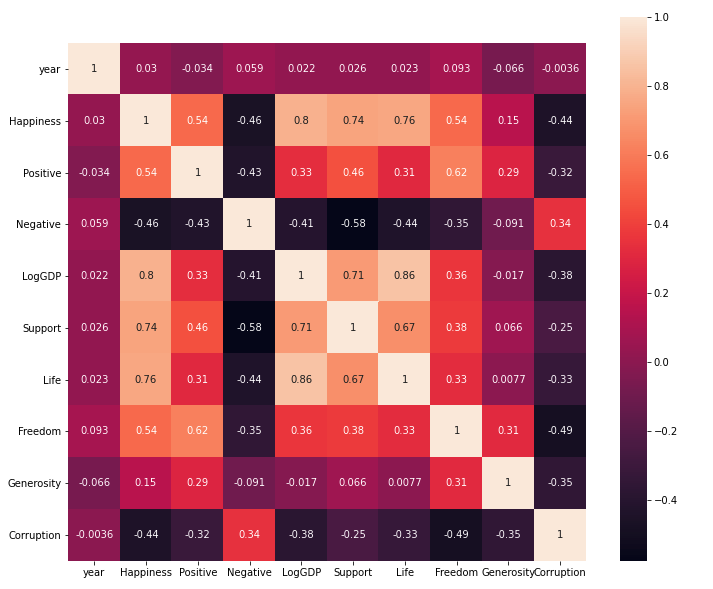 1.0
year 1 0.03 -0.034 0.059 0.022 0.026 0.023 0.093 -0.066 -0.0036
Happiness 0.03 1 0.54 -0.46 0.8 0.74 0.76 0.54 0.15 -0.44
0.8
Positive -0.034 0.54 1 -0.43 0.33 0.46 0.31 0.62 0.29 -0.32
0.6
Negative 0.059 -0.46 -0.43 1 -0.41 -0.58 -0.44 -0.35 -0.091 0.34
0.4
LogGDP 0.022 0.8 0.33 -0.41 1 0.71 0.86 0.36 -0.017 -0.38
0.2
Support 0.026 0.74 0.46 -0.58 0.71 1 0.67 0.38 0.066 -0.25
0.0
Life 0.023 0.76 0.31 -0.44 0.86 0.67 1 0.33 0.0077 -0.33
Freedom 0.093 0.54 0.62 -0.35 0.36 0.38 0.33 1 0.31 -0.49
−0.2
Generosity -0.066 0.15 0.29 -0.091 -0.017 0.066 0.0077 0.31 1 -0.35
−0.4
Corruption -0.0036 -0.44 -0.32 0.34 -0.38 -0.25 -0.33 -0.49 -0.35 1
year Happiness Positive Negative LogGDP Support Life Freedom Generosity Corruption